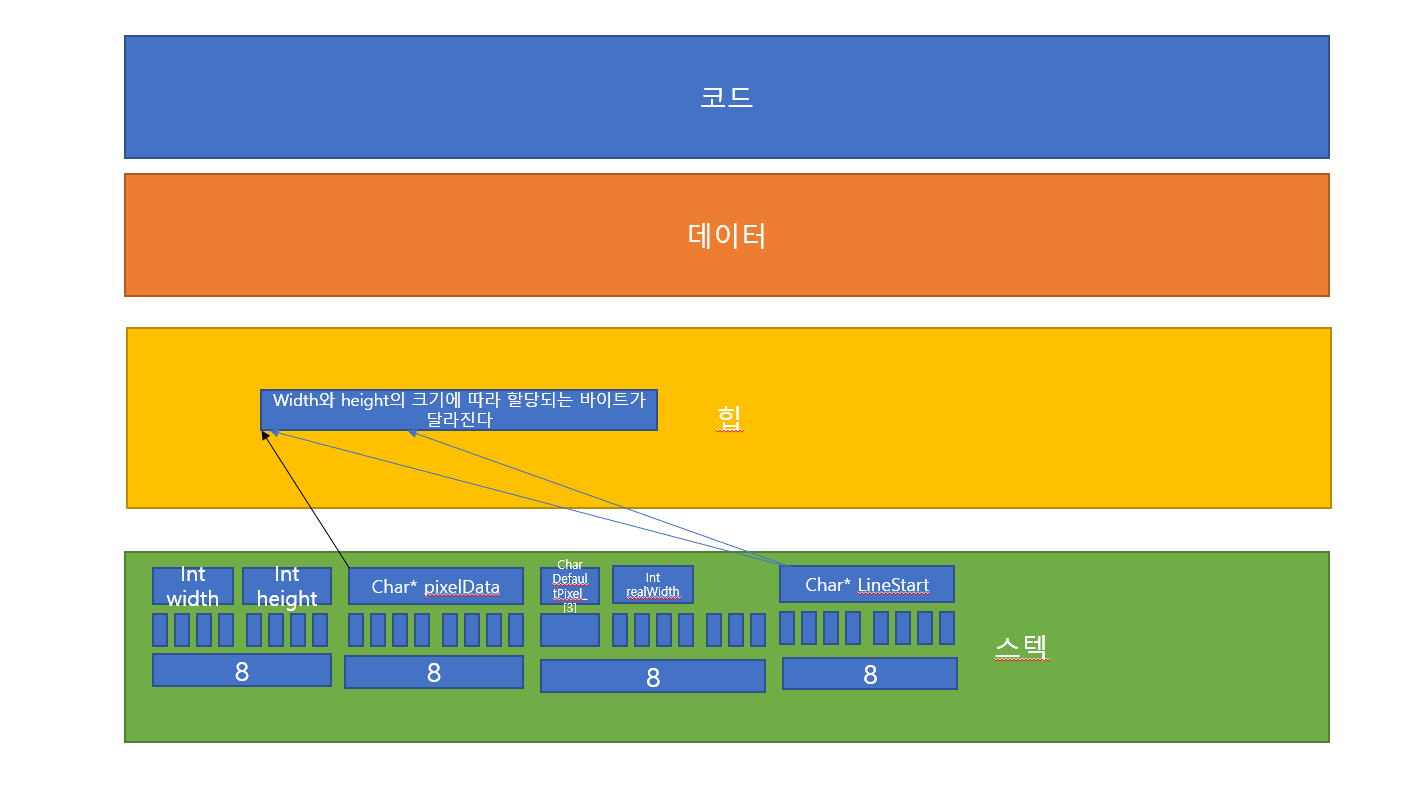 코드
데이터
Width와 height의 크기에 따라 할당되는 바이트가
달라진다
힙
Int
width
Int
height
Char* pixelData
Char
Defaul
tPixel_
[3]
Int
realWidth
Char* LineStart
스텍
8
8
8
8